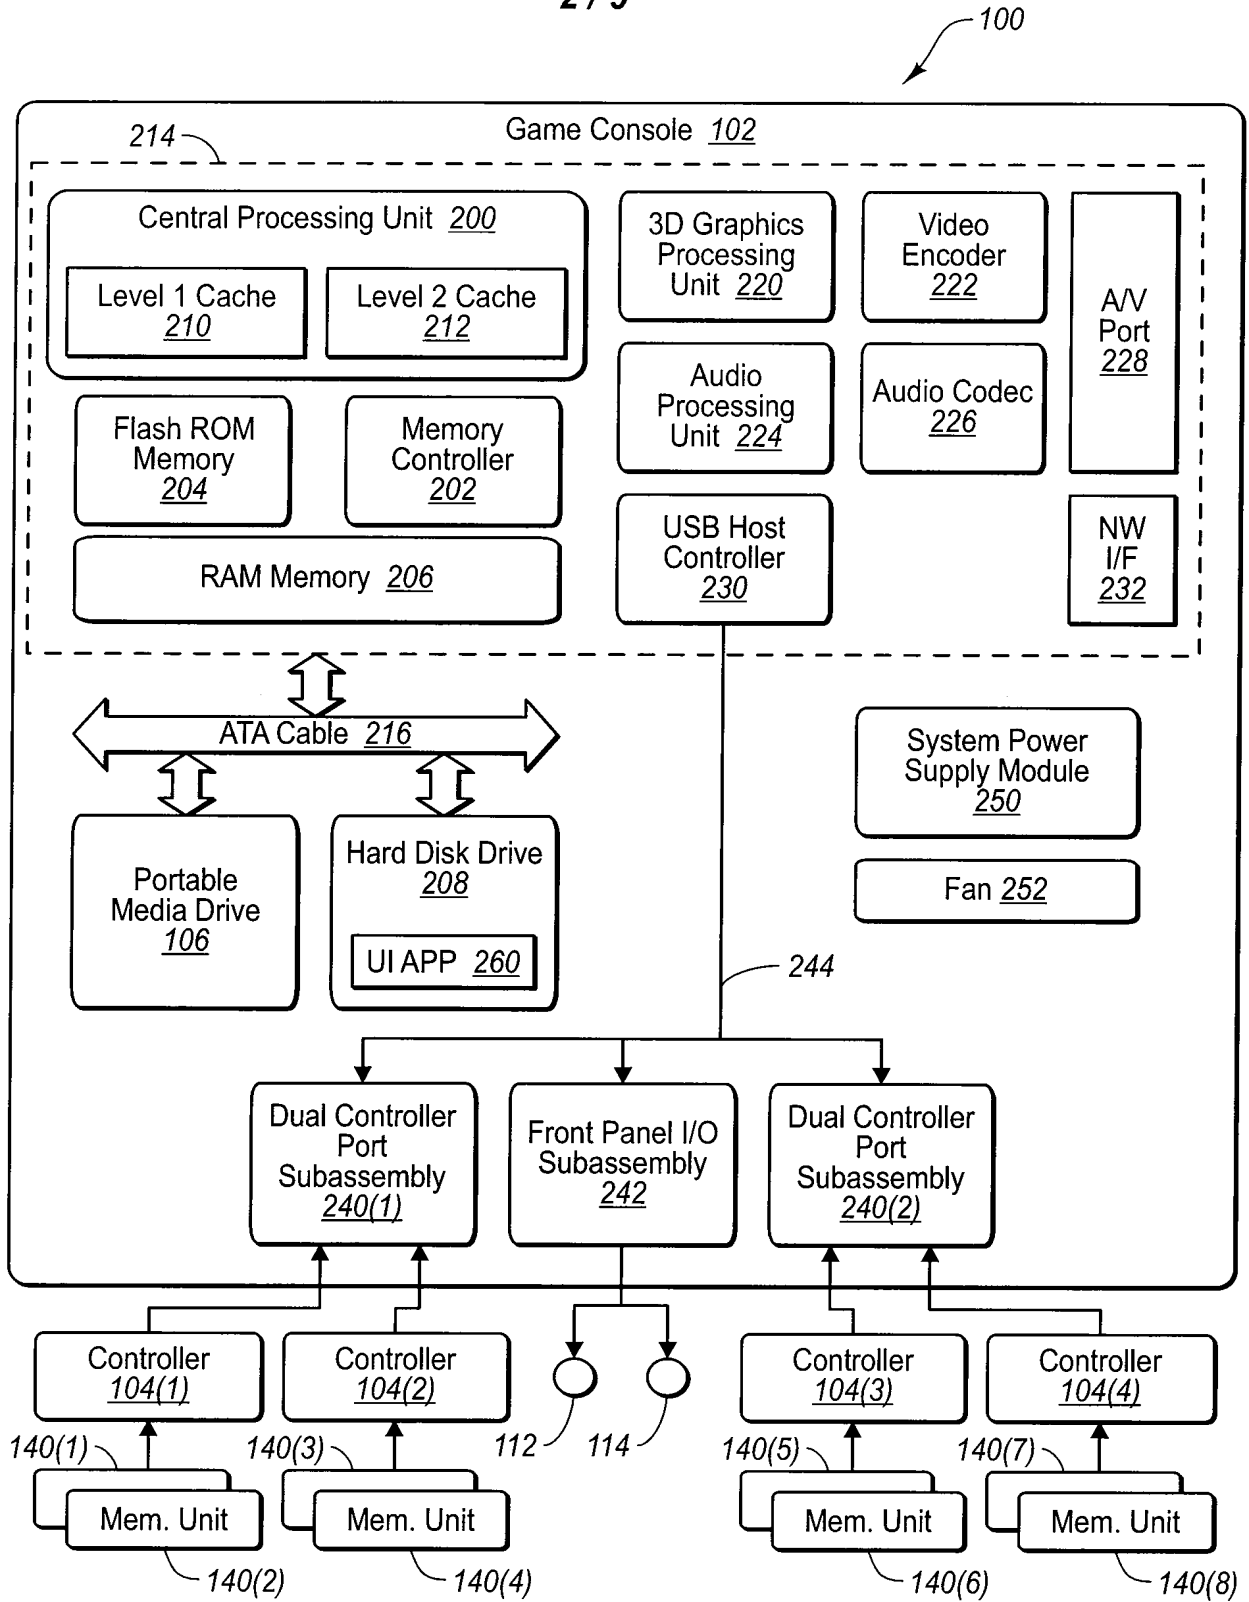 100
Game Console 102
214
Central Processing Unit 200
Level 1 Cache
210
Level 2 Cache
212
3D Graphics
Processing
Unit 220
Video
Encoder
222
A/V
Port
228
Audio
Processing
Unit 224
Audio Codec
226
Flash ROM
Memory
204
Memory
Controller
202
USB Host
Controller
230
NW
I/F
232
RAM Memory 206
ATA Cable 216
System Power
Supply Module
250
Portable
Media Drive
106
Hard Disk Drive
208
UI APP 260
Fan 252
244
Dual Controller
Port
Subassembly
240(1)
Front Panel I/O
Subassembly
242
Dual Controller
Port
Subassembly
240(2)
Controller
104(1)
Controller
104(2)
Controller
104(3)
Controller
104(4)
112
114
140(1)
140(3)
140(5)
140(7)
Mem. Unit
Mem. Unit
Mem. Unit
Mem. Unit
140(2)
140(4)
140(6)
140(8)